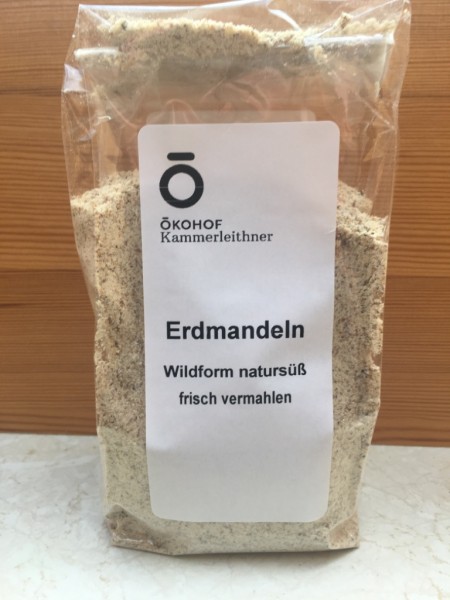 Ō
ŌKOHOF
Kammerleithner
Erdmandeln
Wildform natursüß
frisch vermahlen